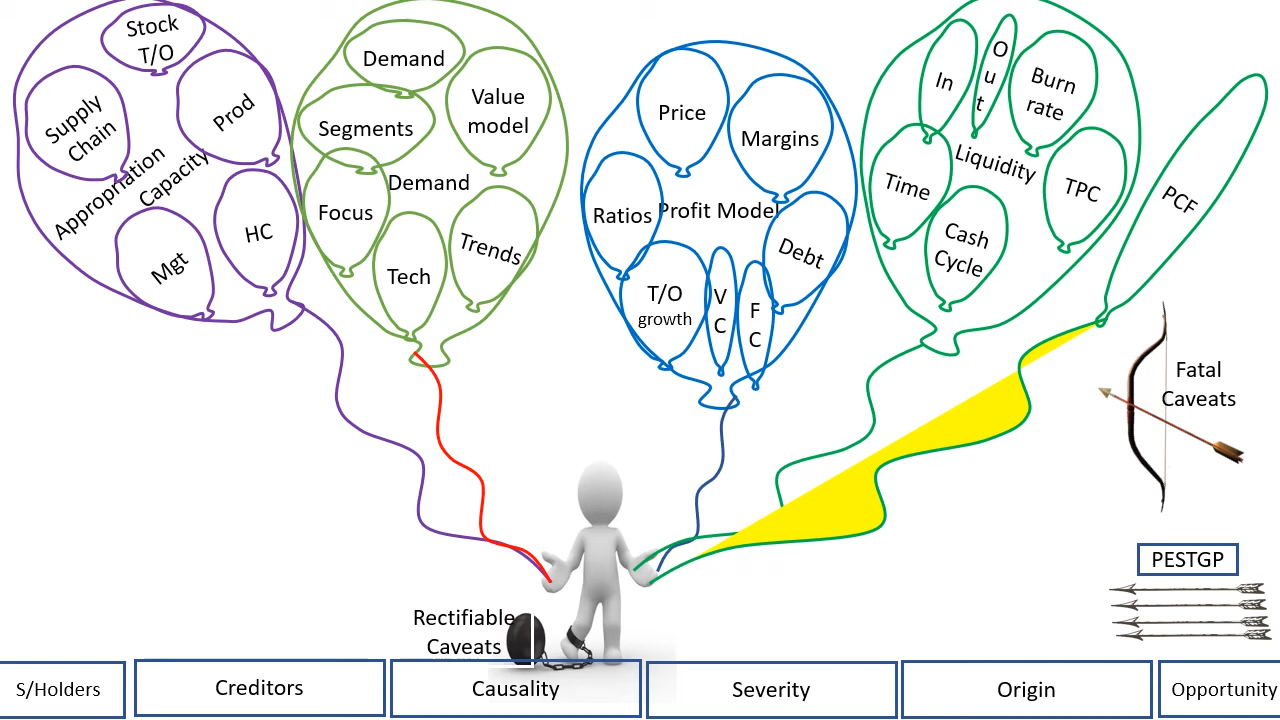 Stock
T/O
Supply
Chain
Prod
Appropriation
Capacity
Mgt
HC
Demand
Segments
Value
model
Demand
Focus
Tech
Trends
Price
Margins
Ratios
Profit Model
T/O
growth
V
C
F
C
Debt
In
O
u
t
Burn
rate
Liquidity
Time
Cash
Cycle
TPC
PCF
Fatal
Caveats
PESTGP
Rectifiable
Caveats
S/Holders
Creditors
Causality
Severity
Origin
Opportunity